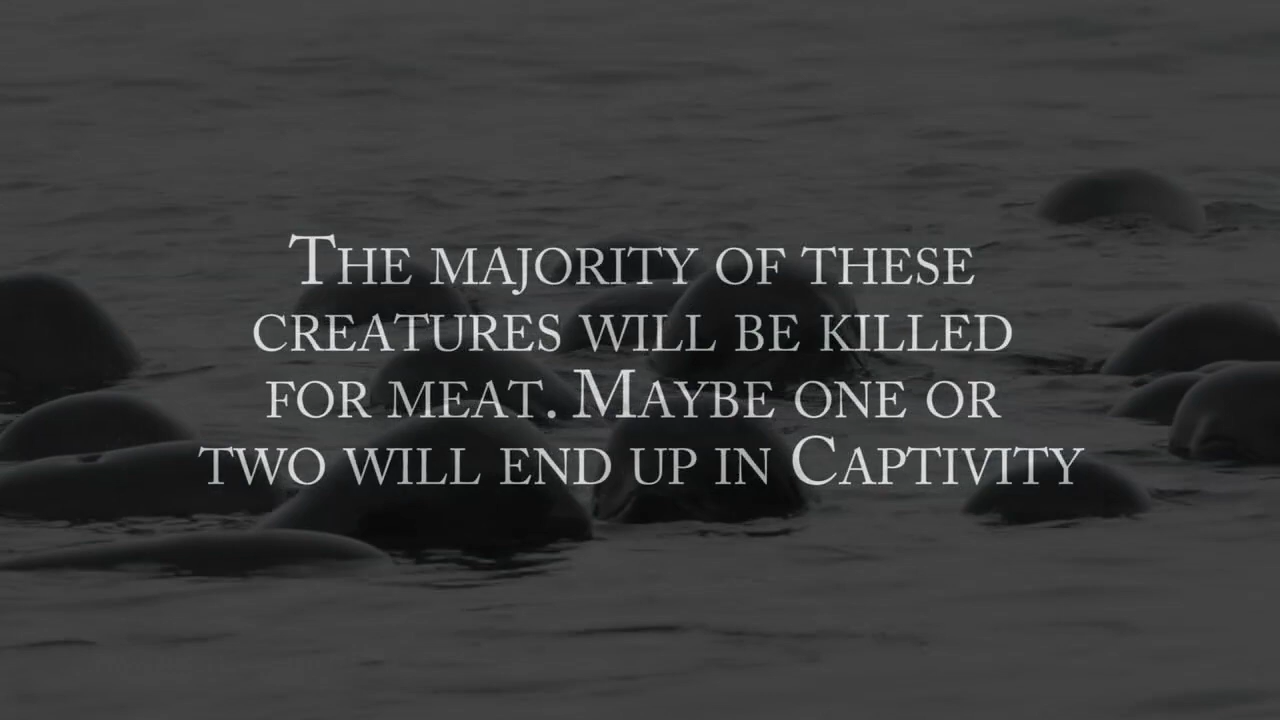 The majority of these
creatures will be killed
for meat. Maybe one or
two will end up in Captivity